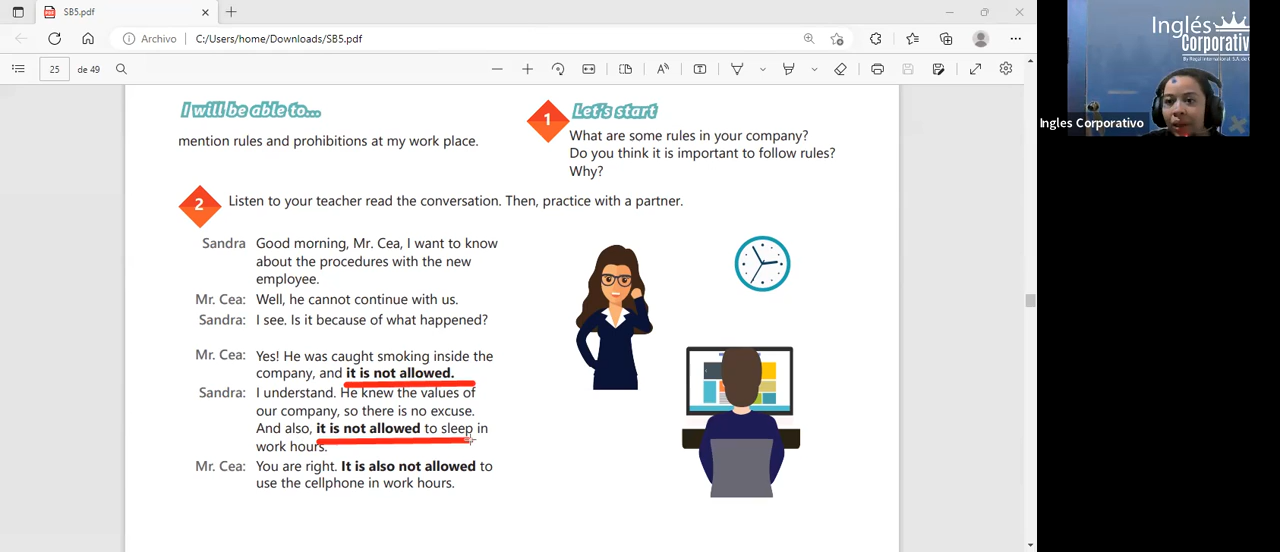 SB5.pdf
Archivo
C:/Users/home/Downloads/SB5.pdf
25 de 49
Inglés
Corporativ
By Royal International S.A. de
Ingles Corporativo
I will be able to...
mention rules and prohibitions at my work place.
1
Let's start
What are some rules in your company?
Do you think it is important to follow rules?
Why?
2
Listen to your teacher read the conversation. Then, practice with a partner.
Sandra Good morning, Mr. Cea, I want to know
about the procedures with the new
employee.
Mr. Cea: Well, he cannot continue with us.
Sandra: I see. Is it because of what happened?
Mr. Cea: Yes! He was caught smoking inside the
company, and it is not allowed.
Sandra: I understand. He knew the values of
our company, so there is no excuse.
And also, it is not allowed to sleep in
work hours.
Mr. Cea: You are right. It is also not allowed to
use the cellphone in work hours.